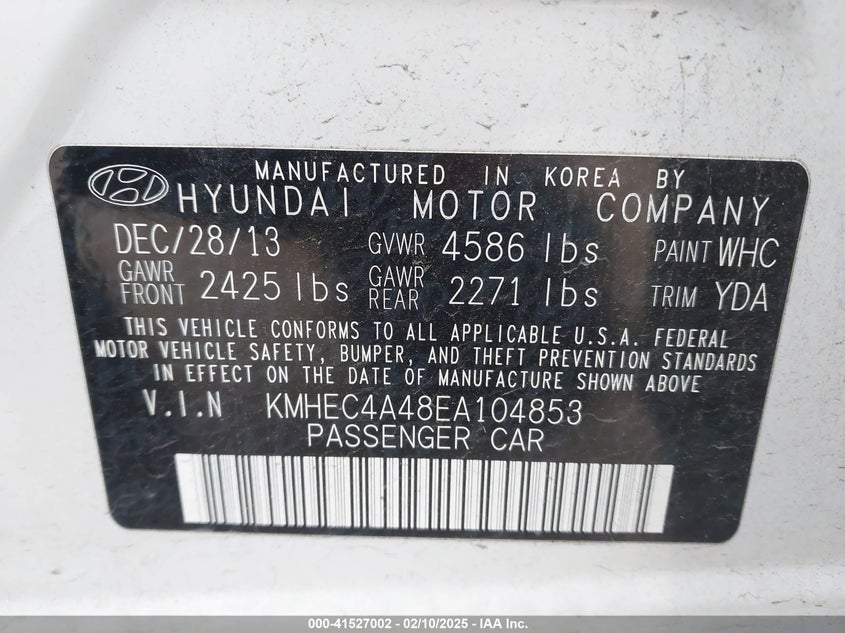 MANUFACTURED IN KOREA BY
HYUNDAI MOTOR COMPANY
DEC/28/13 GVWR 4586 lbs PAINT WHC
GAWR FRONT 2425 lbs GAWR REAR 2271 lbs TRIM YDA
THIS VEHICLE CONFORMS TO ALL APPLICABLE U.S.A. FEDERAL
MOTOR VEHICLE SAFETY, BUMPER, AND THEFT PREVENTION STANDARDS
IN EFFECT ON THE DATE OF MANUFACTURE SHOWN ABOVE
V.I.N KMHEC4A48EA104853
PASSENGER CAR
000-41527002 - 02/10/2025 - IAA Inc.